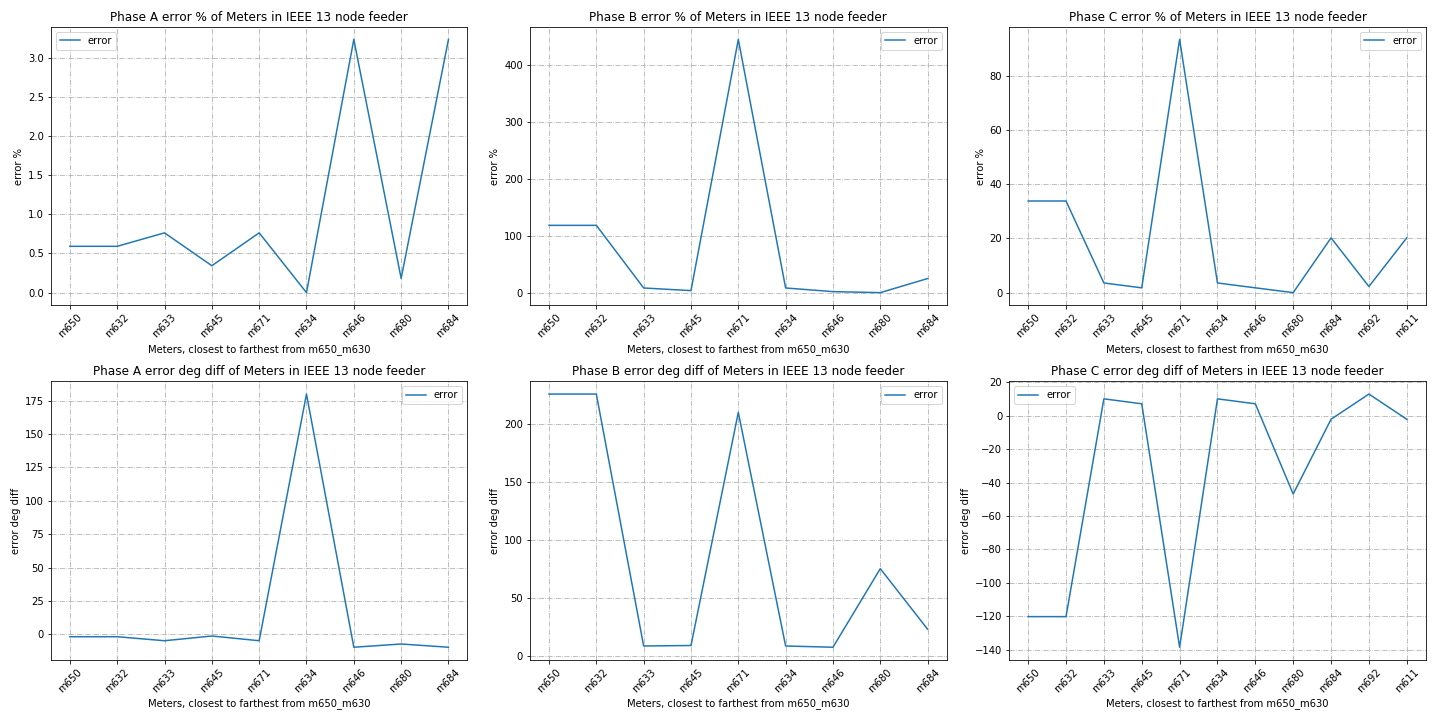 Phase A error % of Meters in IEEE 13 node feeder
error
error %
3.0
2.5
2.0
1.5
1.0
0.5
0.0
m650 m632 m633 m645 m671 m634 m646 m680 m684
Meters, closest to farthest from m650_m630
Phase B error % of Meters in IEEE 13 node feeder
error
error %
400
300
200
100
0
m650 m632 m633 m645 m671 m634 m646 m680 m684
Meters, closest to farthest from m650_m630
Phase C error % of Meters in IEEE 13 node feeder
error
error %
80
60
40
20
0
m650 m632 m633 m645 m671 m634 m646 m680 m684 m692 m611
Meters, closest to farthest from m650_m630
Phase A error deg diff of Meters in IEEE 13 node feeder
error
error deg diff
175
150
125
100
75
50
25
0
m650 m632 m633 m645 m671 m634 m646 m680 m684
Meters, closest to farthest from m650_m630
Phase B error deg diff of Meters in IEEE 13 node feeder
error
error deg diff
200
150
100
50
0
m650 m632 m633 m645 m671 m634 m646 m680 m684
Meters, closest to farthest from m650_m630
Phase C error deg diff of Meters in IEEE 13 node feeder
error
error deg diff
20
0
−20
−40
−60
−80
−100
−120
−140
m650 m632 m633 m645 m671 m634 m646 m680 m684 m692 m611
Meters, closest to farthest from m650_m630